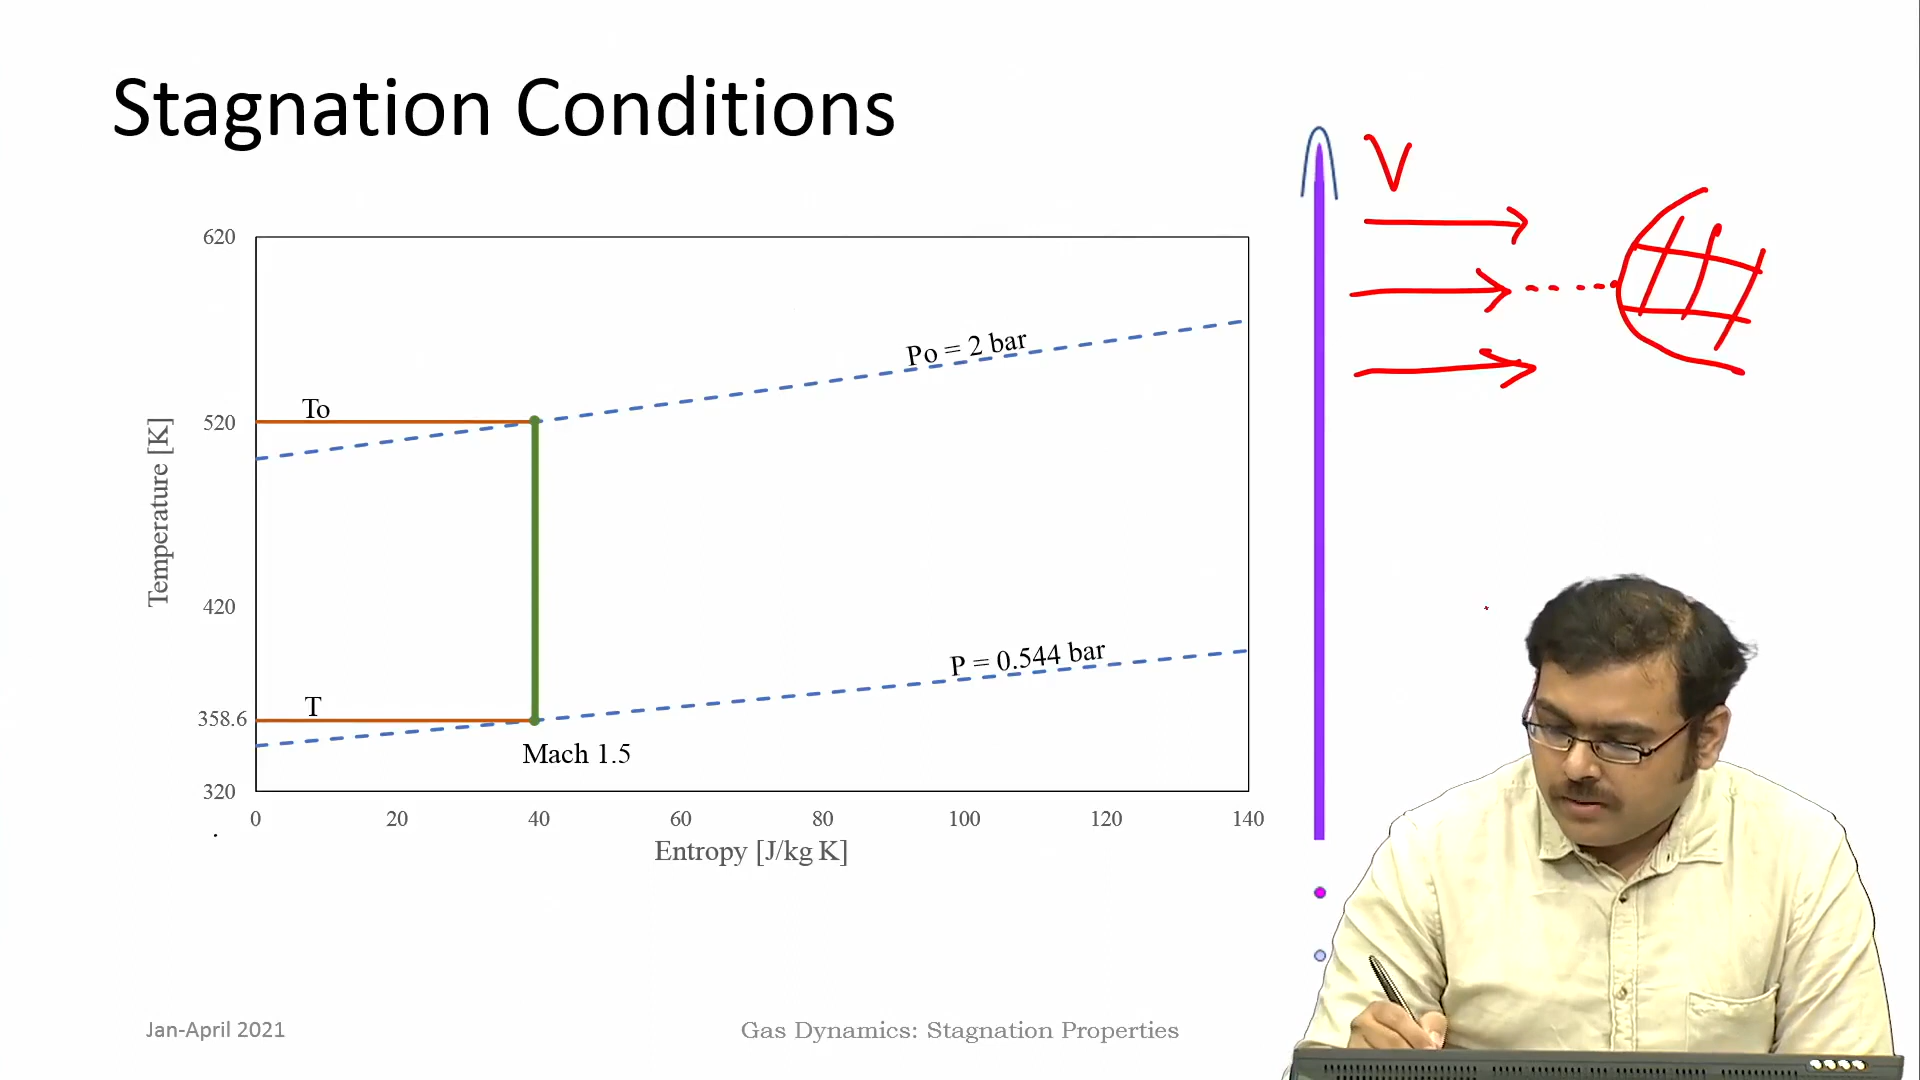 Stagnation Conditions
V
620
520
420
358.6
320
Temperature [K]
To
Po = 2 bar
T
P = 0.544 bar
Mach 1.5
0 20 40 60 80 100 120 140
Entropy [J/kg K]
Jan-April 2021
Gas Dynamics: Stagnation Properties